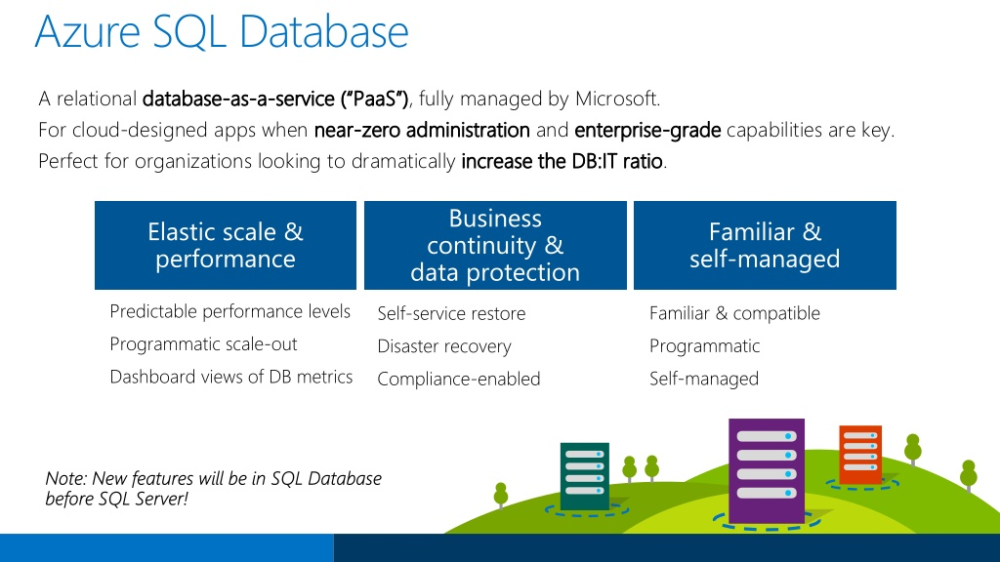 Azure SQL Database
A relational database-as-a-service (“PaaS”), fully managed by Microsoft.
For cloud-designed apps when near-zero administration and enterprise-grade capabilities are key.
Perfect for organizations looking to dramatically increase the DB:IT ratio.
Elastic scale &
performance
Predictable performance levels
Programmatic scale-out
Dashboard views of DB metrics
Business
continuity &
data protection
Self-service restore
Disaster recovery
Compliance-enabled
Familiar &
self-managed
Familiar & compatible
Programmatic
Self-managed
Note: New features will be in SQL Database
before SQL Server!